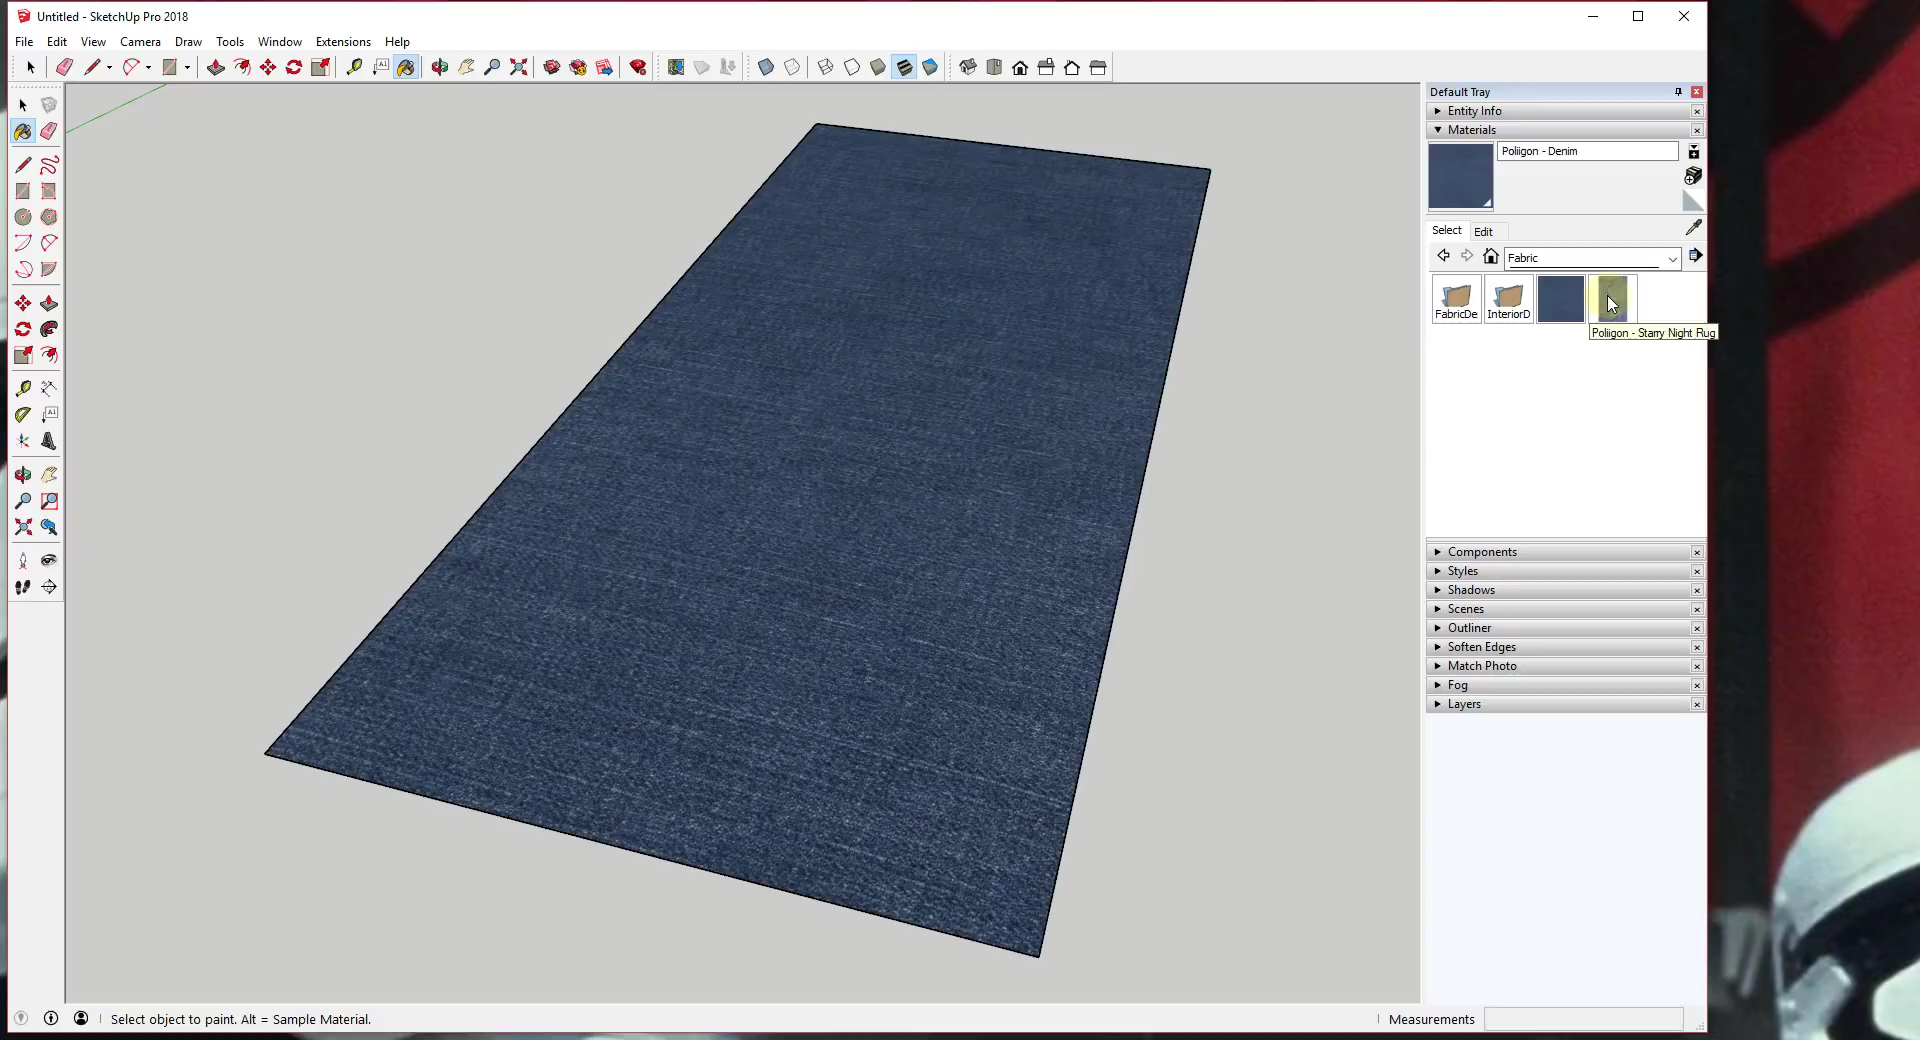 Untitled - SketchUp Pro 2018
File Edit View Camera Draw Tools Window Extensions Help
A1
Default Tray
Entity Info
Materials
Poliigon - Denim
Select Edit
Fabric
FabricDe InteriorD
Poliigon - Starry Night Rug
A1
Components
Styles
Shadows
Scenes
Outliner
Soften Edges
Match Photo
Fog
Layers
Select object to paint. Alt = Sample Material.
Measurements